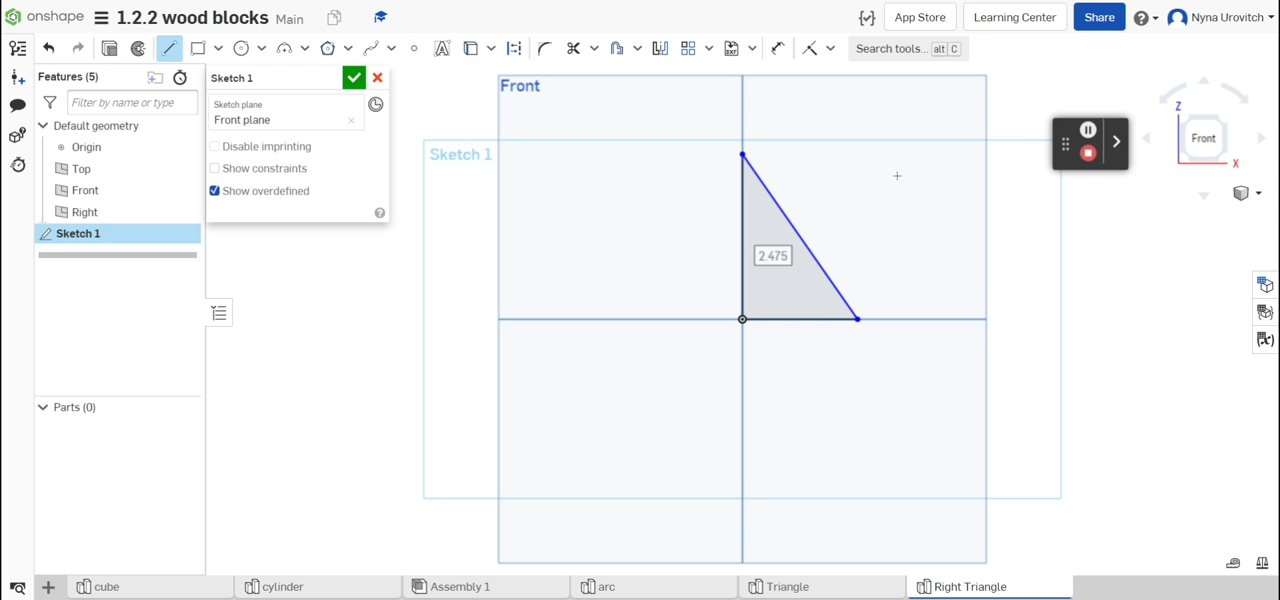 onshape 1.2.2 wood blocks Main App Store Learning Center Share Nyna Urovitch
Search tools... alt C
Features (5)
Filter by name or type
Default geometry
Origin
Top
Front
Right
Sketch 1
Parts (0)
Sketch 1
Sketch plane
Front plane
Disable imprinting
Show constraints
Show overdefined
Front
Sketch 1
2.475
Z
Front
X
cube cylinder Assembly 1 arc Triangle Right Triangle